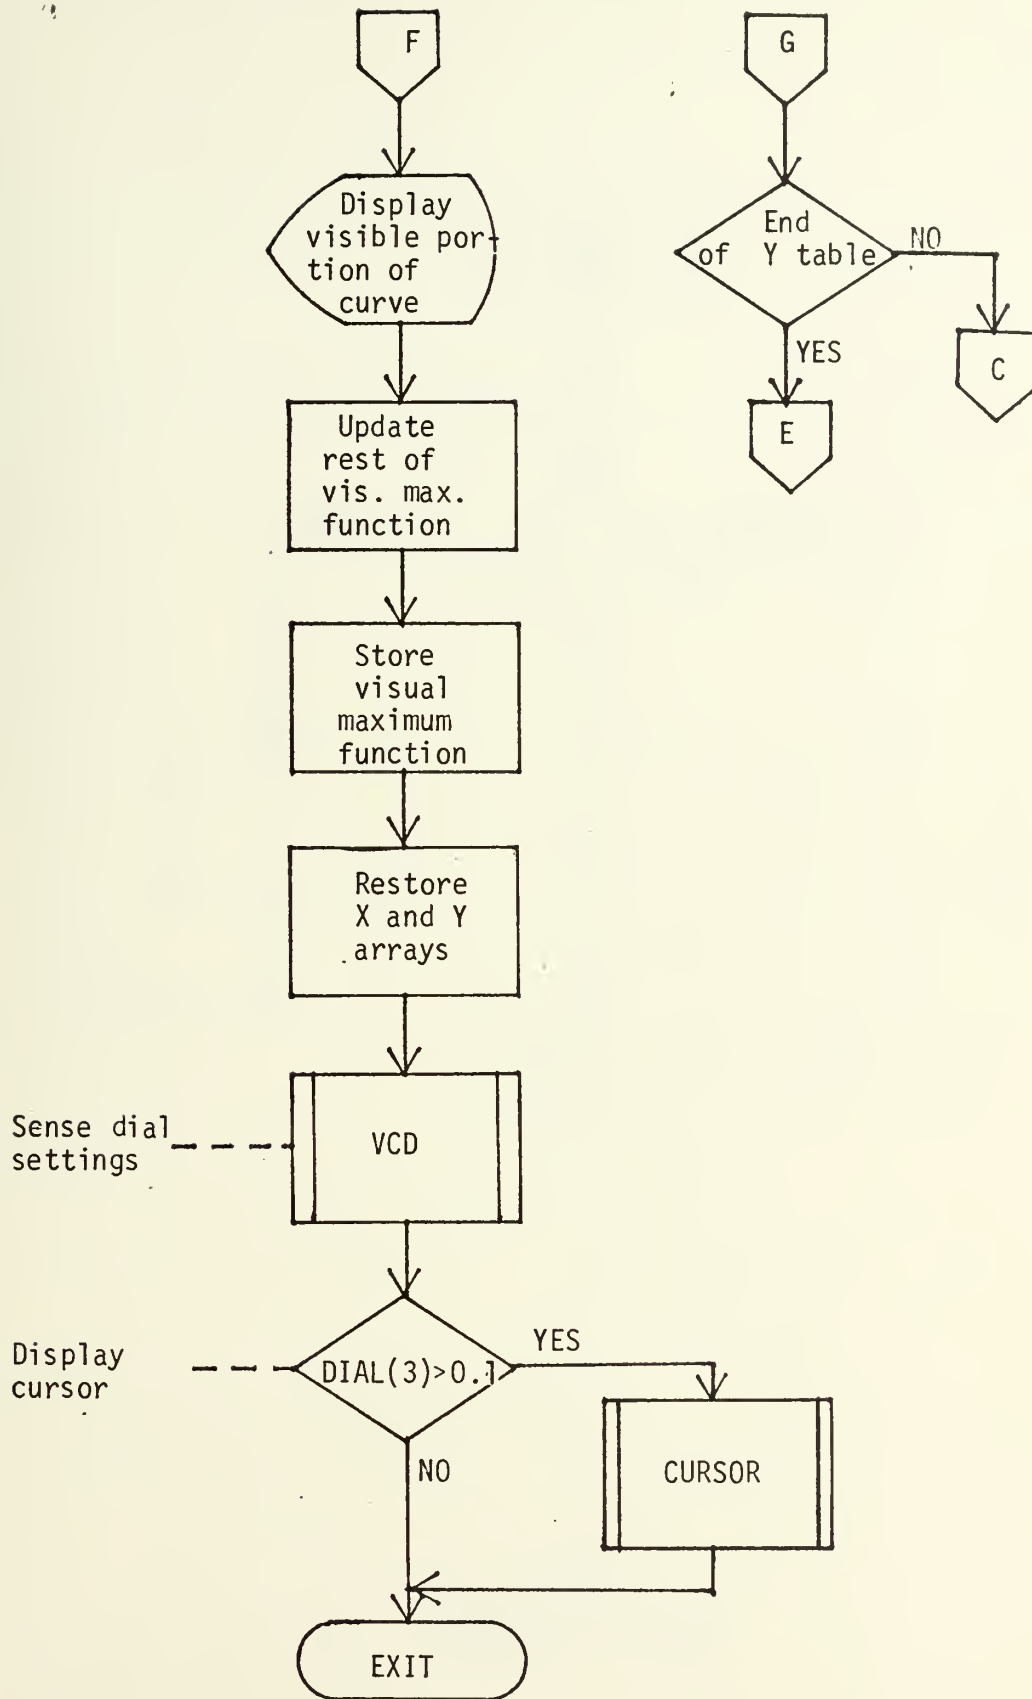 F
Display
visible por-
tion of
curve
Update
rest of
vis. max.
function
Store
visual
maximum
function
Restore
X and Y
arrays
Sense dial
settings
VCD
Display
cursor
DIAL(3)>0.1
YES
NO
CURSOR
EXIT
G
End
of Y table
NO
C
YES
E